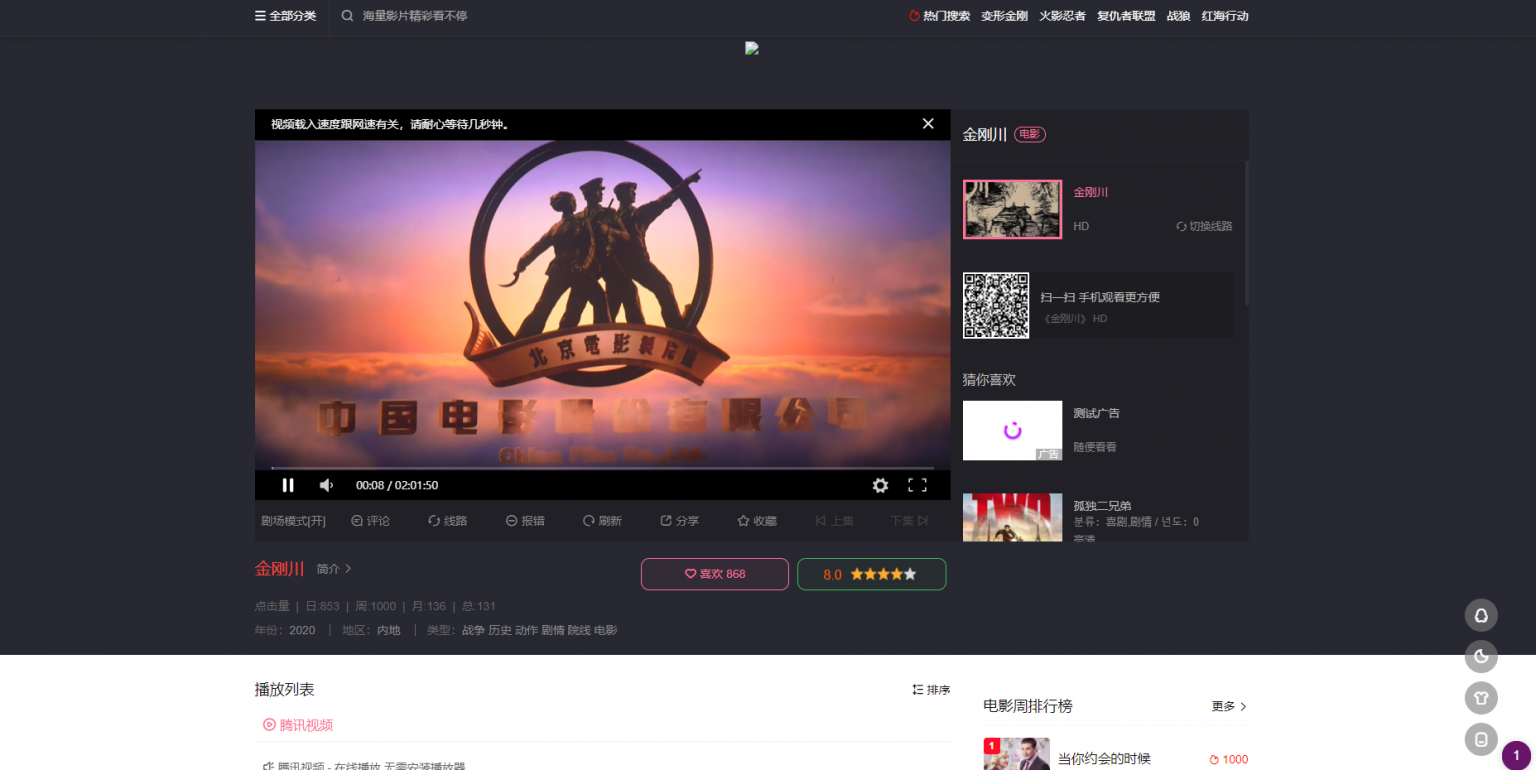 全部分类
海量影片精彩看不停
热门搜索 变形金刚 火影忍者 复仇者联盟 战狼 红海行动
视频载入速度跟网速有关，请耐心等待几秒钟。
北京電影製片廠
中国电影股份有限公司
China Film Co.,Ltd.
00:08 / 02:01:50
剧场模式[开] 评论 线路 报错 刷新 分享 收藏 上集 下集
金刚川 电影
金刚川
HD 切换线路
扫一扫 手机观看更方便
《金刚川》 HD
猜你喜欢
测试广告
广告
随便看看
TWO
孤独二兄弟
分类：喜剧,剧情 / 년도：0
高清
金刚川 简介
喜欢 868
8.0
点击量 | 日:853 | 周:1000 | 月:136 | 总:131
年份：2020 | 地区：内地 | 类型：战争 历史 动作 剧情 院线 电影
播放列表 排序
腾讯视频
腾讯视频 - 在线播放,无需安装播放器
电影周排行榜 更多
1
当你约会的时候 1000
1